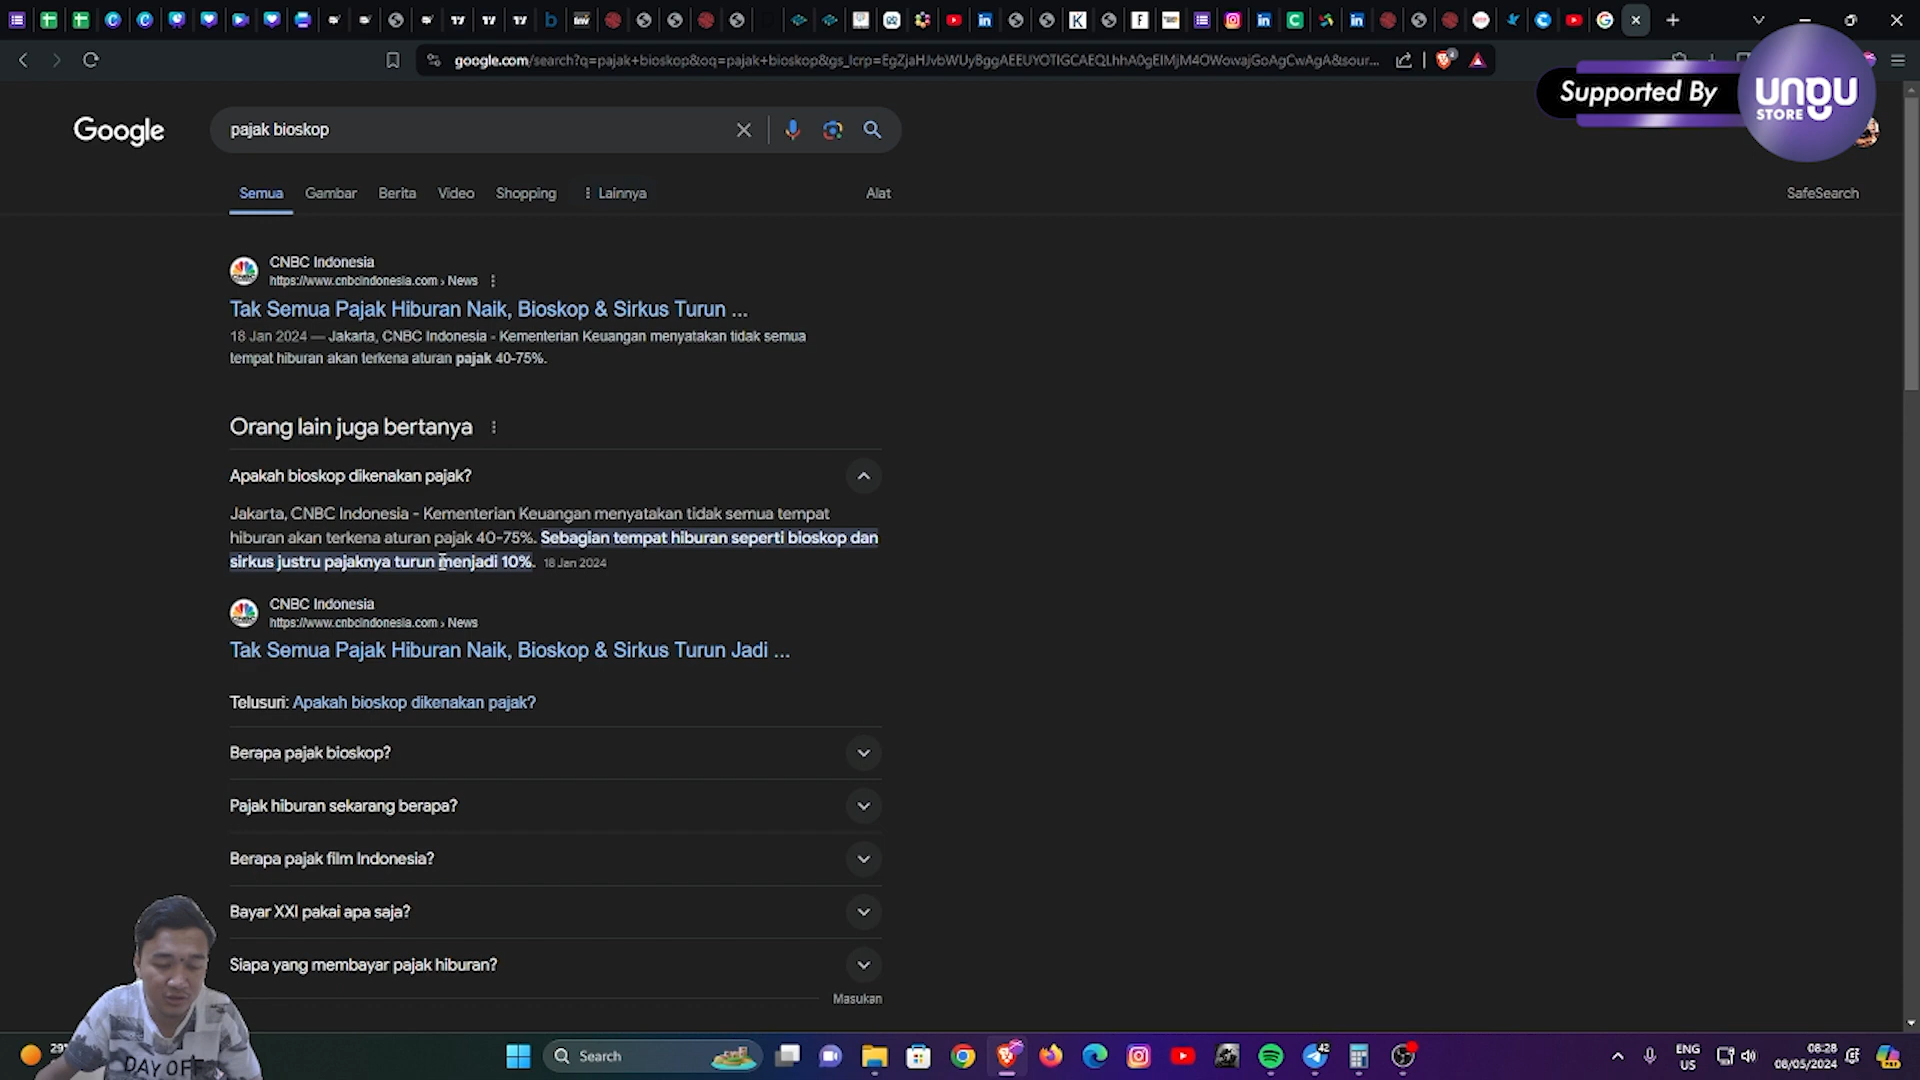 google.com/search?q=pajak+bioskop&oq=pajak+bioskop&gs_lcrp=EgZjaHJvbWUyBggAEEUYOTIGCAEQLhhA0gEIMjM4OWowajGoAgCwAgA&sour...
Supported By
ungu
STORE
Google
pajak bioskop
Semua
Gambar
Berita
Video
Shopping
Lainnya
Alat
SafeSearch
CNBC Indonesia
https://www.cnbcindonesia.com › News
Tak Semua Pajak Hiburan Naik, Bioskop & Sirkus Turun ...
18 Jan 2024 — Jakarta, CNBC Indonesia - Kementerian Keuangan menyatakan tidak semua
tempat hiburan akan terkena aturan pajak 40-75%.
Orang lain juga bertanya
Apakah bioskop dikenakan pajak?
Jakarta, CNBC Indonesia - Kementerian Keuangan menyatakan tidak semua tempat
hiburan akan terkena aturan pajak 40-75%. Sebagian tempat hiburan seperti bioskop dan
sirkus justru pajaknya turun menjadi 10%. 18 Jan 2024
CNBC Indonesia
https://www.cnbcindonesia.com › News
Tak Semua Pajak Hiburan Naik, Bioskop & Sirkus Turun Jadi ...
Telusuri: Apakah bioskop dikenakan pajak?
Berapa pajak bioskop?
Pajak hiburan sekarang berapa?
Berapa pajak film Indonesia?
Bayar XXI pakai apa saja?
Siapa yang membayar pajak hiburan?
Masukan
DAY OFF
29°
Search
42
ENG
US
08:28
08/05/2024